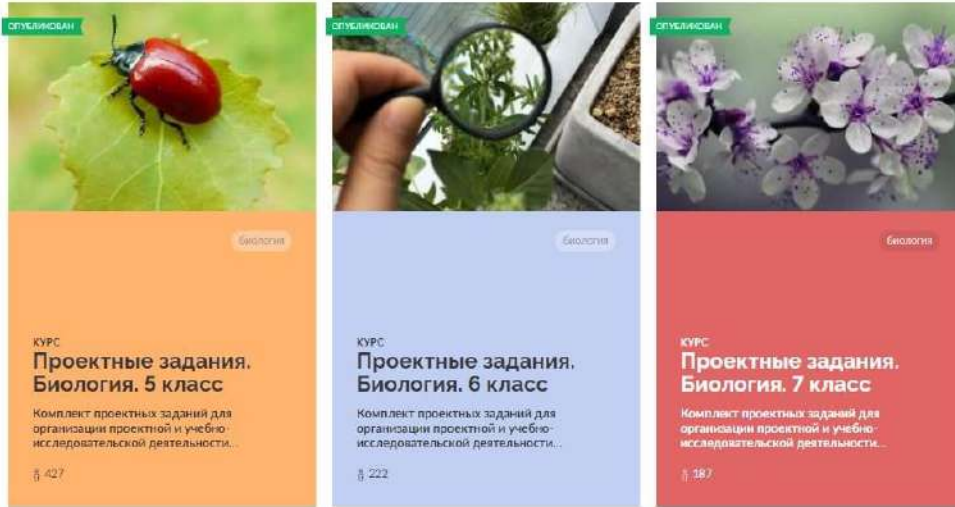 ОПУБЛИКОВАН
биология
КУРС
Проектные задания.
Биология. 5 класс
Комплект проектных заданий для
организации проектной и учебно-
исследовательской деятельности...
427
ОПУБЛИКОВАН
биология
КУРС
Проектные задания.
Биология. 6 класс
Комплект проектных заданий для
организации проектной и учебно-
исследовательской деятельности...
222
ОПУБЛИКОВАН
биология
КУРС
Проектные задания.
Биология. 7 класс
Комплект проектных заданий для
организации проектной и учебно-
исследовательской деятельности...
187